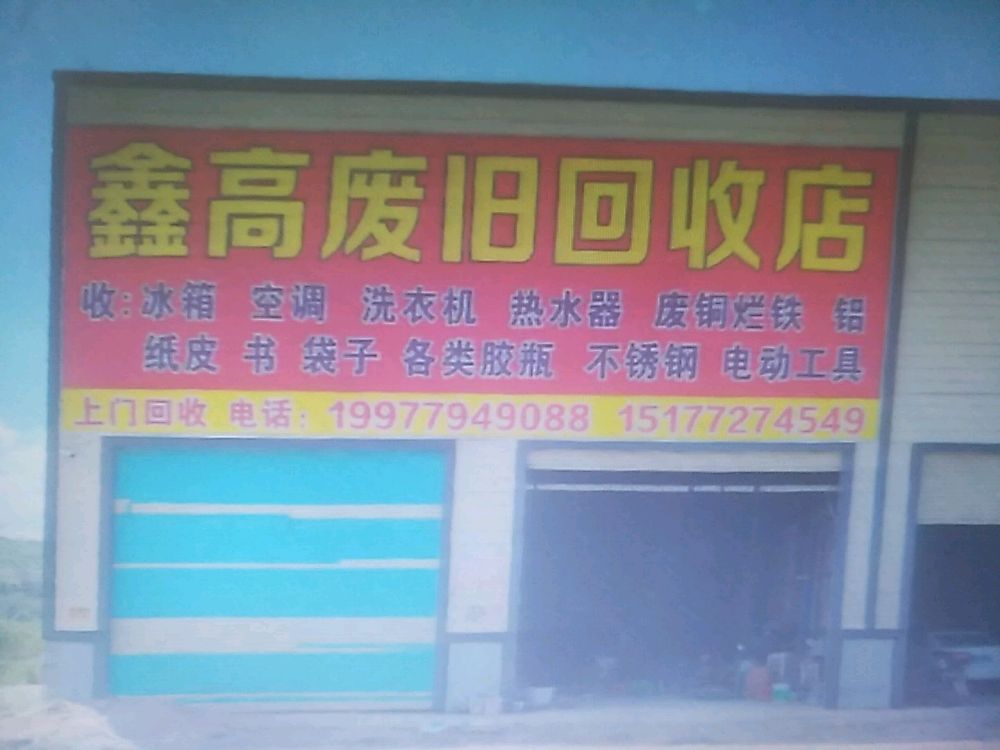 鑫高废旧回收店
收:冰箱 空调 洗衣机 热水器 废铜烂铁 铝
纸皮 书 袋子 各类胶瓶 不锈钢 电动工具
上门回收 电话: 19977949088 15177274549